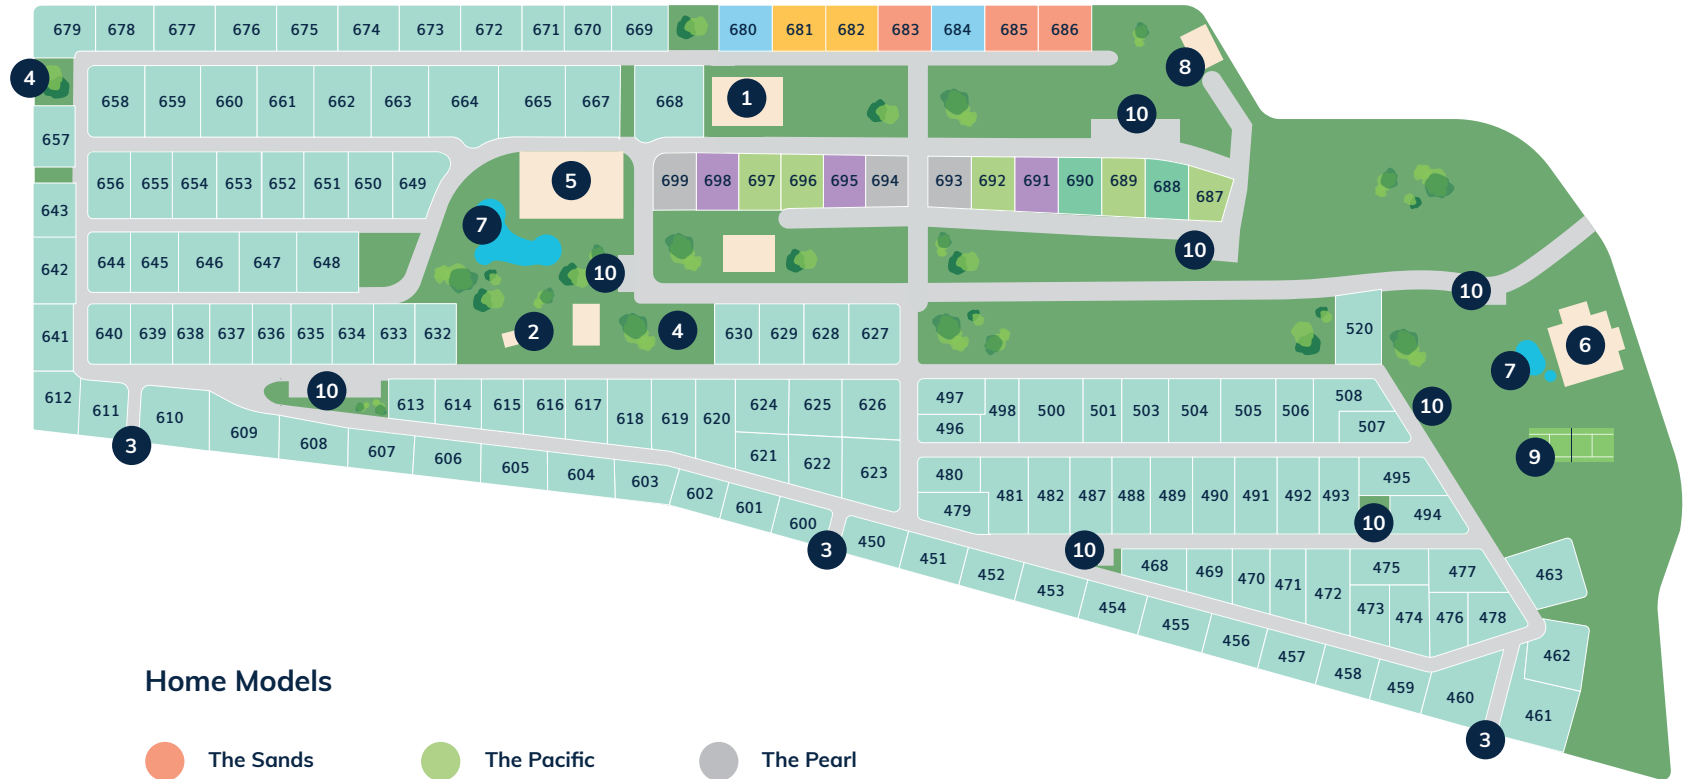 679 678 677 676 675 674 673 672 671 670 669 680 681 682 683 684 685 686
4 8
658 659 660 661 662 663 664 665 667 668 1 10
657
656 655 654 653 652 651 650 649 5 699 698 697 696 695 694 693 692 691 690 689 688 687
643 7
642 644 645 646 647 648 10 10 10
641 640 639 638 637 636 635 634 633 632 2 4 630 629 628 627 520 7 6
612 611 610 10 613 614 615 616 617 618 619 620 624 625 626 497 498 500 501 503 504 505 506 508 10
3 609 608 607 606 605 604 603 621 622 623 496 507 9
602 601 600 480 481 482 487 488 489 490 491 492 493 495
479 10 494
3 450 451 452 453 454 455 456 457 458 459 460 10 468 469 470 471 472 475 477 463
473 474 476 478
462
461
3
Home Models
The Sands The Pacific The Pearl